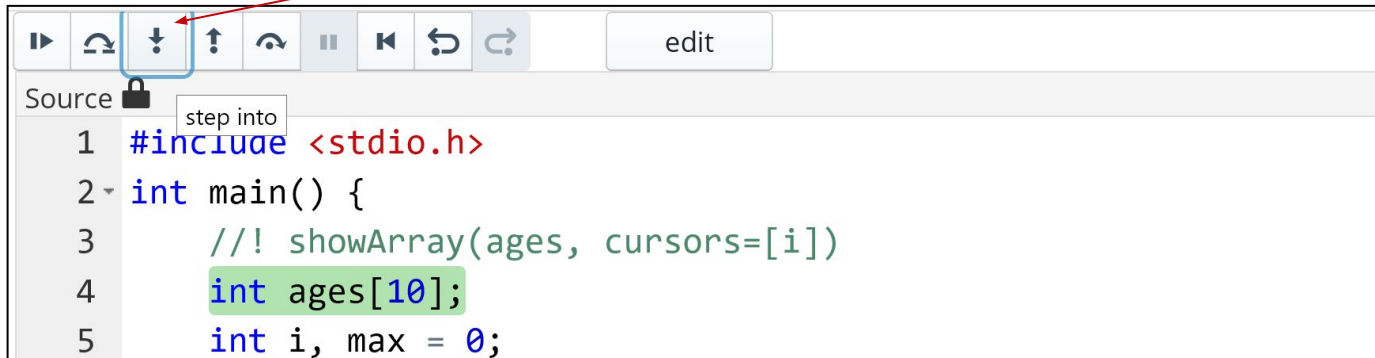 edit
Source
step into
1 #include <stdio.h>
2 int main() {
3 //! showArray(ages, cursors=[i])
4 int ages[10];
5 int i, max = 0;